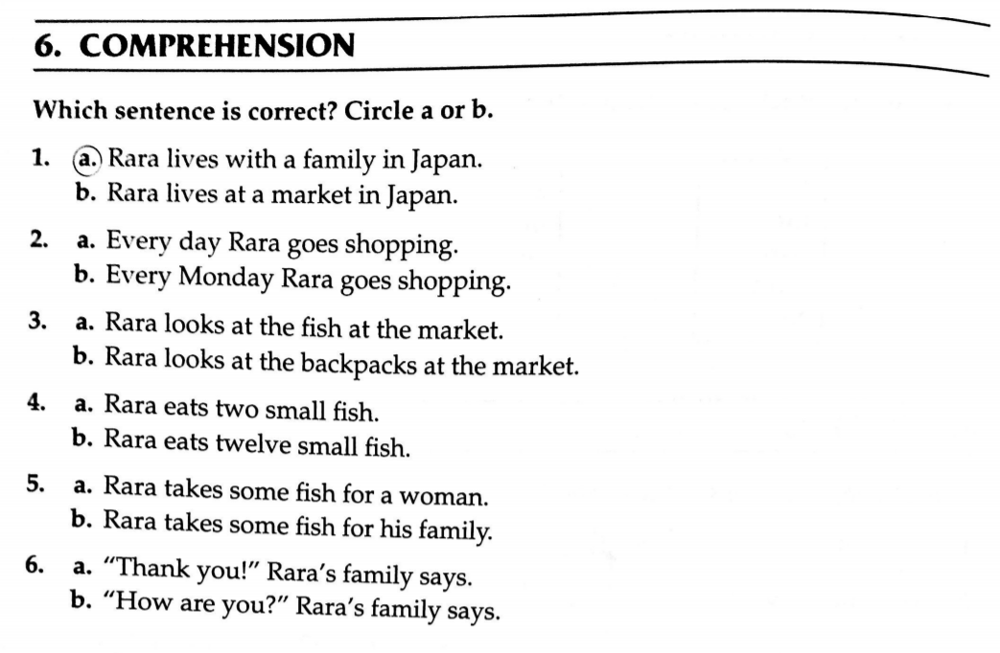 6. COMPREHENSION
Which sentence is correct? Circle a or b.
1. a. Rara lives with a family in Japan.
b. Rara lives at a market in Japan.
2. a. Every day Rara goes shopping.
b. Every Monday Rara goes shopping.
3. a. Rara looks at the fish at the market.
b. Rara looks at the backpacks at the market.
4. a. Rara eats two small fish.
b. Rara eats twelve small fish.
5. a. Rara takes some fish for a woman.
b. Rara takes some fish for his family.
6. a. “Thank you!” Rara’s family says.
b. “How are you?” Rara’s family says.